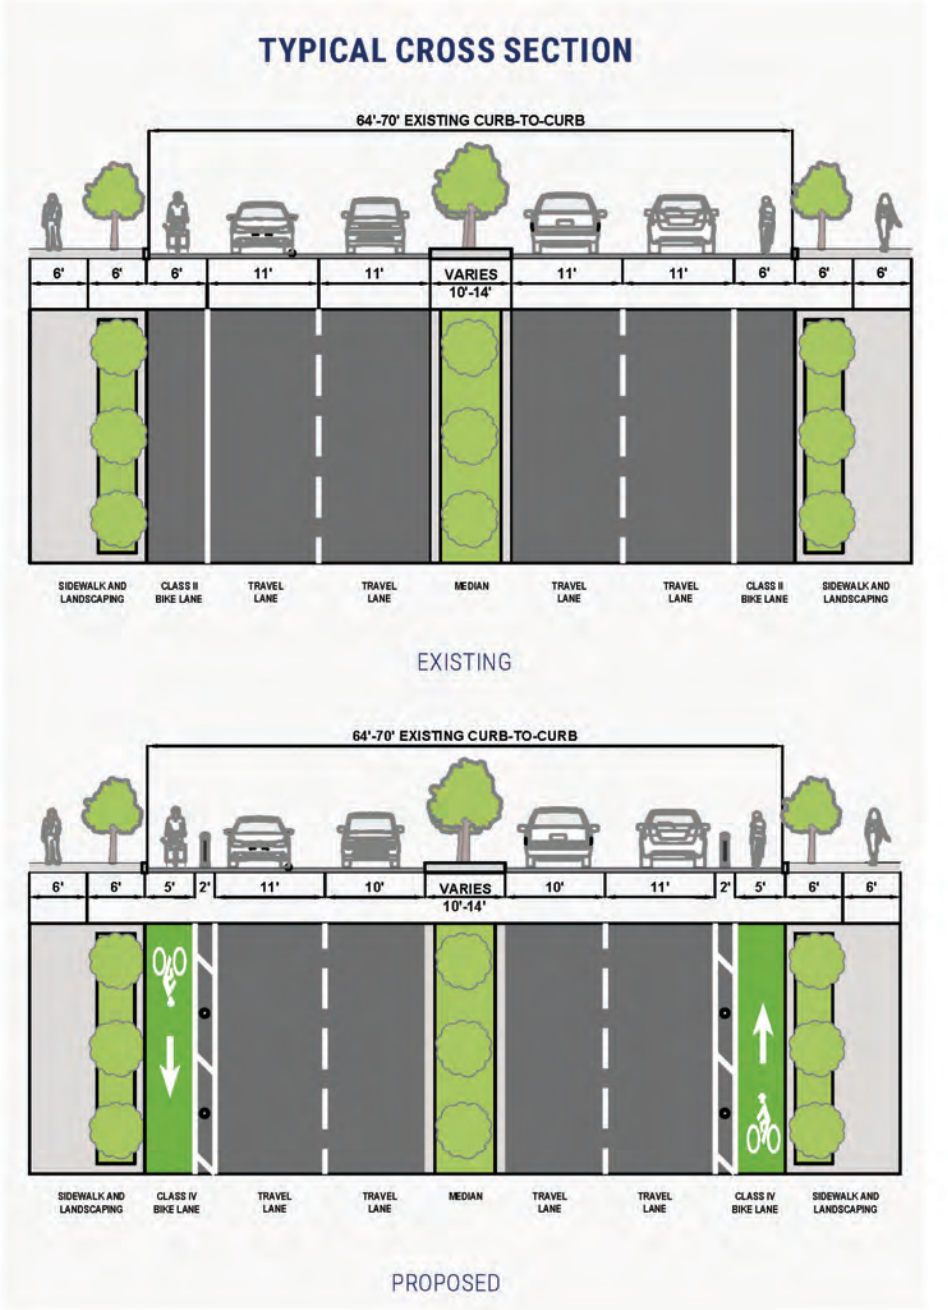 TYPICAL CROSS SECTION
64'-70' EXISTING CURB-TO-CURB
6' 6' 6' 11' 11' VARIES 11' 11' 6' 6' 6'
10'-14'
SIDEWALK AND CLASS II TRAVEL TRAVEL MEDIAN TRAVEL TRAVEL CLASS II SIDEWALK AND
LANDSCAPING BIKE LANE LANE LANE LANE LANE BIKE LANE LANDSCAPING
EXISTING
64'-70' EXISTING CURB-TO-CURB
6' 6' 5' 2' 11' 10' VARIES 10' 11' 2' 5' 6' 6'
10'-14'
SIDEWALK AND CLASS IV TRAVEL TRAVEL MEDIAN TRAVEL TRAVEL CLASS IV SIDEWALK AND
LANDSCAPING BIKE LANE LANE LANE LANE LANE BIKE LANE LANDSCAPING
PROPOSED